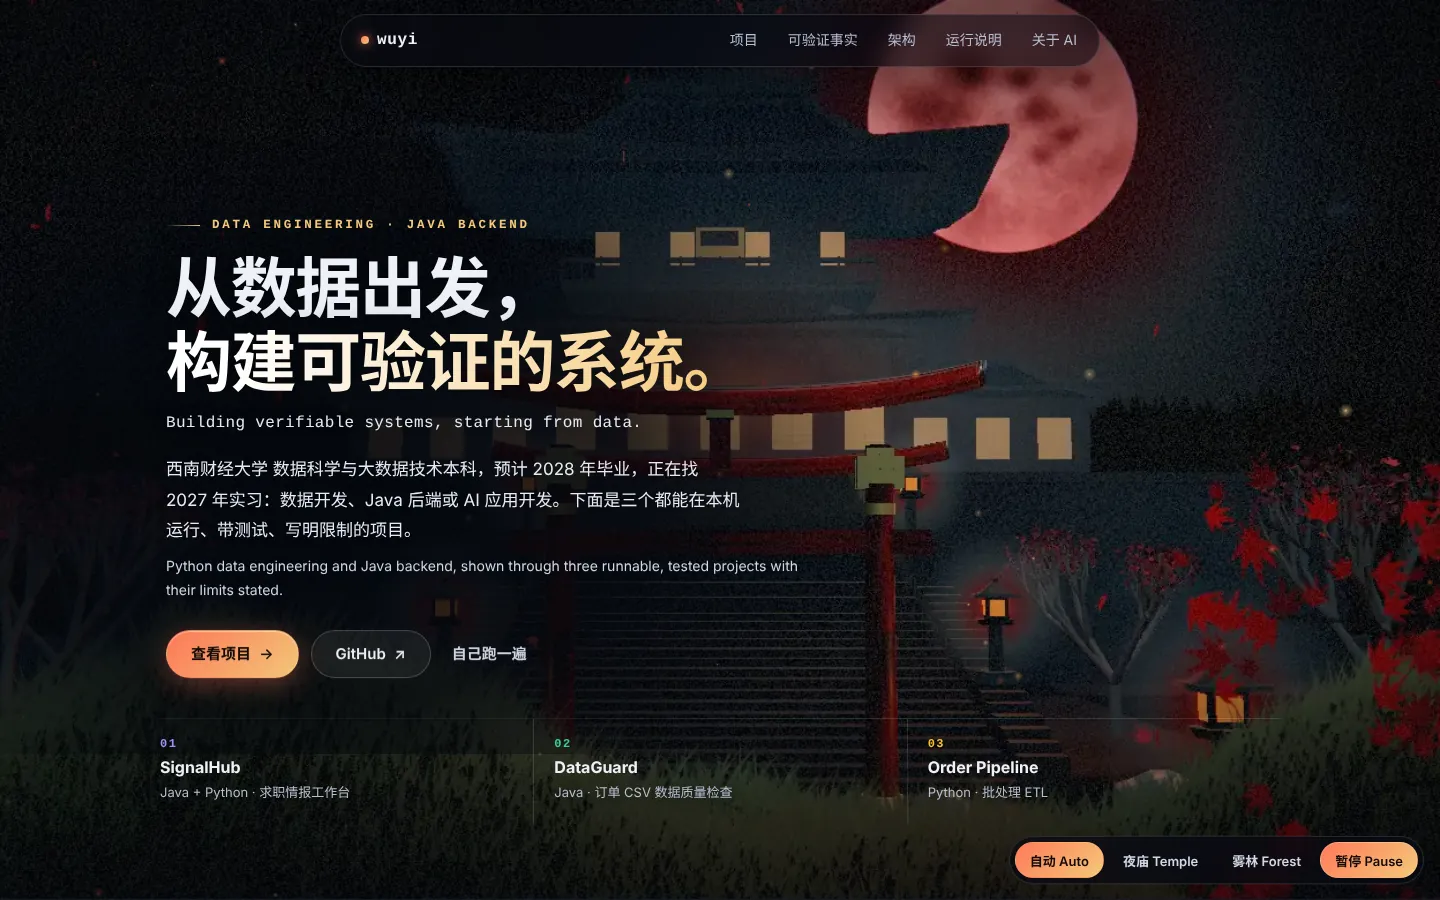 wuyi
项目
可验证事实
架构
运行说明
关于 AI
DATA ENGINEERING · JAVA BACKEND
从数据出发，
构建可验证的系统。
Building verifiable systems, starting from data.
西南财经大学 数据科学与大数据技术本科，预计 2028 年毕业，正在找
2027 年实习：数据开发、Java 后端或 AI 应用开发。下面是三个都能在本机
运行、带测试、写明限制的项目。
Python data engineering and Java backend, shown through three runnable, tested projects with
their limits stated.
查看项目 →
GitHub ↗
自己跑一遍
01
SignalHub
Java + Python · 求职情报工作台
02
DataGuard
Java · 订单 CSV 数据质量检查
03
Order Pipeline
Python · 批处理 ETL
自动 Auto
夜庙 Temple
雾林 Forest
暂停 Pause